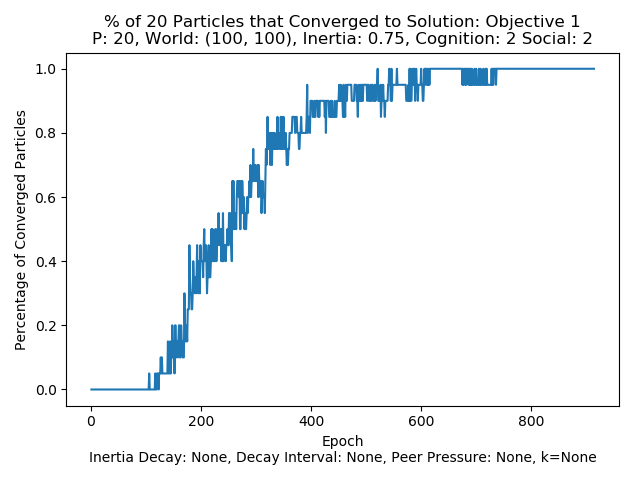 % of 20 Particles that Converged to Solution: Objective 1
P: 20, World: (100, 100), Inertia: 0.75, Cognition: 2 Social: 2
1.0
0.8
0.6
0.4
0.2
0.0
Percentage of Converged Particles
0 200 400 600 800
Epoch
Inertia Decay: None, Decay Interval: None, Peer Pressure: None, k=None